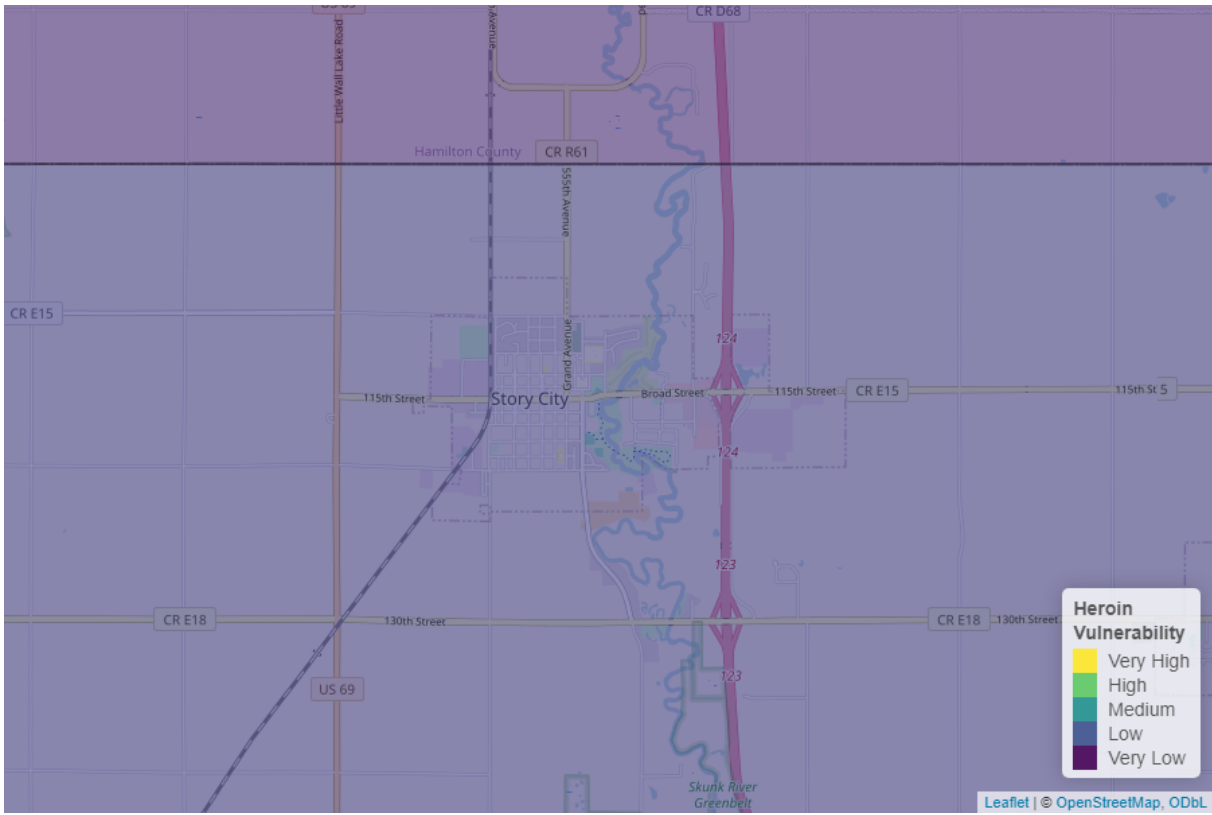 CR D68
Little Wall Lake Road
Avenue
Hamilton County
CR R61
555th Avenue
CR E15
Grand Avenue
124
115th Street
Story City
Broad Street
115th Street
CR E15
115th St 5
124
123
CR E18
130th Street
CR E18
130th Street
123
US 69
Skunk River
Greenbelt
Heroin
Vulnerability
Very High
High
Medium
Low
Very Low
Leaflet | © OpenStreetMap, ODbL